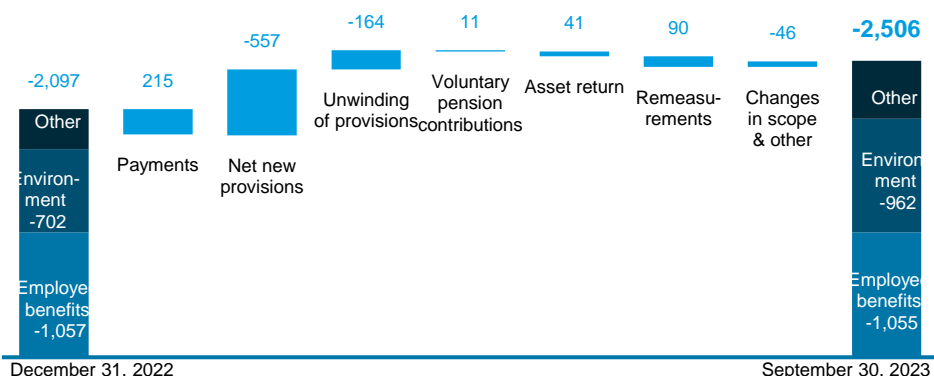 -2,097
215
-557
-164
11
41
90
-46
-2,506
Other
Environ-
ment
-702
Employee
benefits
-1,057
Payments
Net new
provisions
Unwinding
of provisions
Voluntary
pension
contributions
Asset return
Remeasu-
rements
Changes
in scope
& other
Other
Environ
ment
-962
Employee
benefits
-1,055
December 31, 2022
September 30, 2023